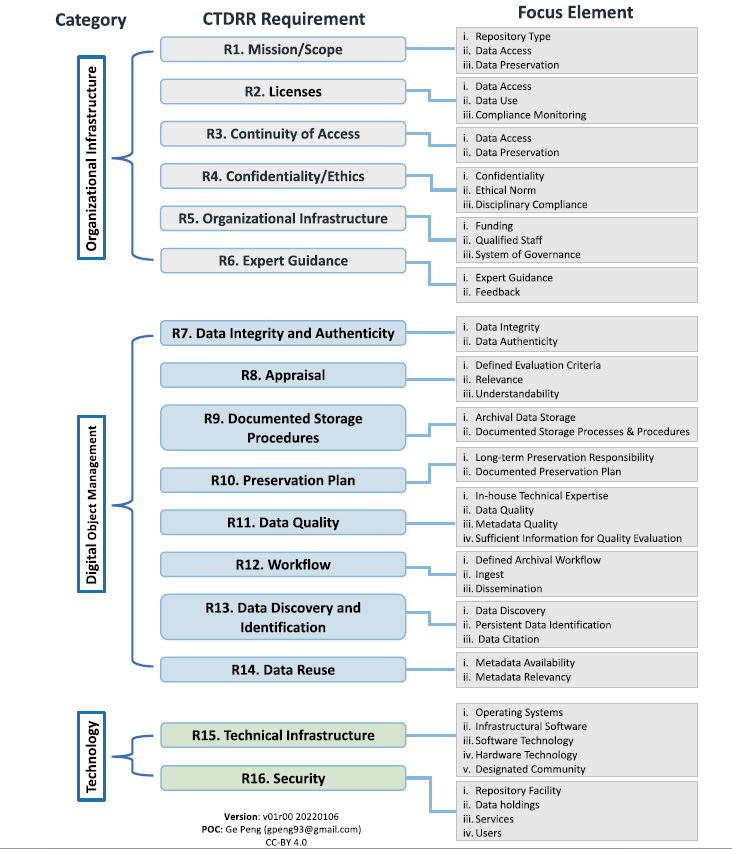 Category
CTDRR Requirement
Focus Element
Organizational Infrastructure
R1. Mission/Scope
i. Repository Type
ii. Data Access
iii. Data Preservation
R2. Licenses
i. Data Access
ii. Data Use
iii. Compliance Monitoring
R3. Continuity of Access
i. Data Access
ii. Data Preservation
R4. Confidentiality/Ethics
i. Confidentiality
ii. Ethical Norm
iii. Disciplinary Compliance
R5. Organizational Infrastructure
i. Funding
ii. Qualified Staff
iii. System of Governance
R6. Expert Guidance
i. Expert Guidance
ii. Feedback
Digital Object Management
R7. Data Integrity and Authenticity
i. Data Integrity
ii. Data Authenticity
R8. Appraisal
i. Defined Evaluation Criteria
ii. Relevance
iii. Understandability
R9. Documented Storage
Procedures
i. Archival Data Storage
ii. Documented Storage Processes & Procedures
R10. Preservation Plan
i. Long-term Preservation Responsibility
ii. Documented Preservation Plan
R11. Data Quality
i. In-house Technical Expertise
ii. Data Quality
iii. Metadata Quality
iv. Sufficient Information for Quality Evaluation
R12. Workflow
i. Defined Archival Workflow
ii. Ingest
iii. Dissemination
R13. Data Discovery and
Identification
i. Data Discovery
ii. Persistent Data Identification
iii. Data Citation
R14. Data Reuse
i. Metadata Availability
ii. Metadata Relevancy
Technology
R15. Technical Infrastructure
i. Operating Systems
ii. Infrastructural Software
iii. Software Technology
iv. Hardware Technology
v. Designated Community
R16. Security
i. Repository Facility
ii. Data holdings
iii. Services
iv. Users
Version: v01r00 20220106
POC: Ge Peng (gpeng93@gmail.com)
CC-BY 4.0